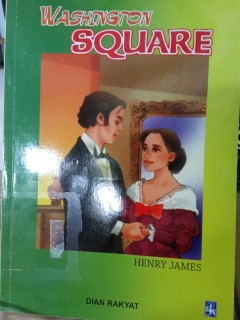 WASHINGTON
SQUARE
HENRY JAMES
DIAN RAKYAT